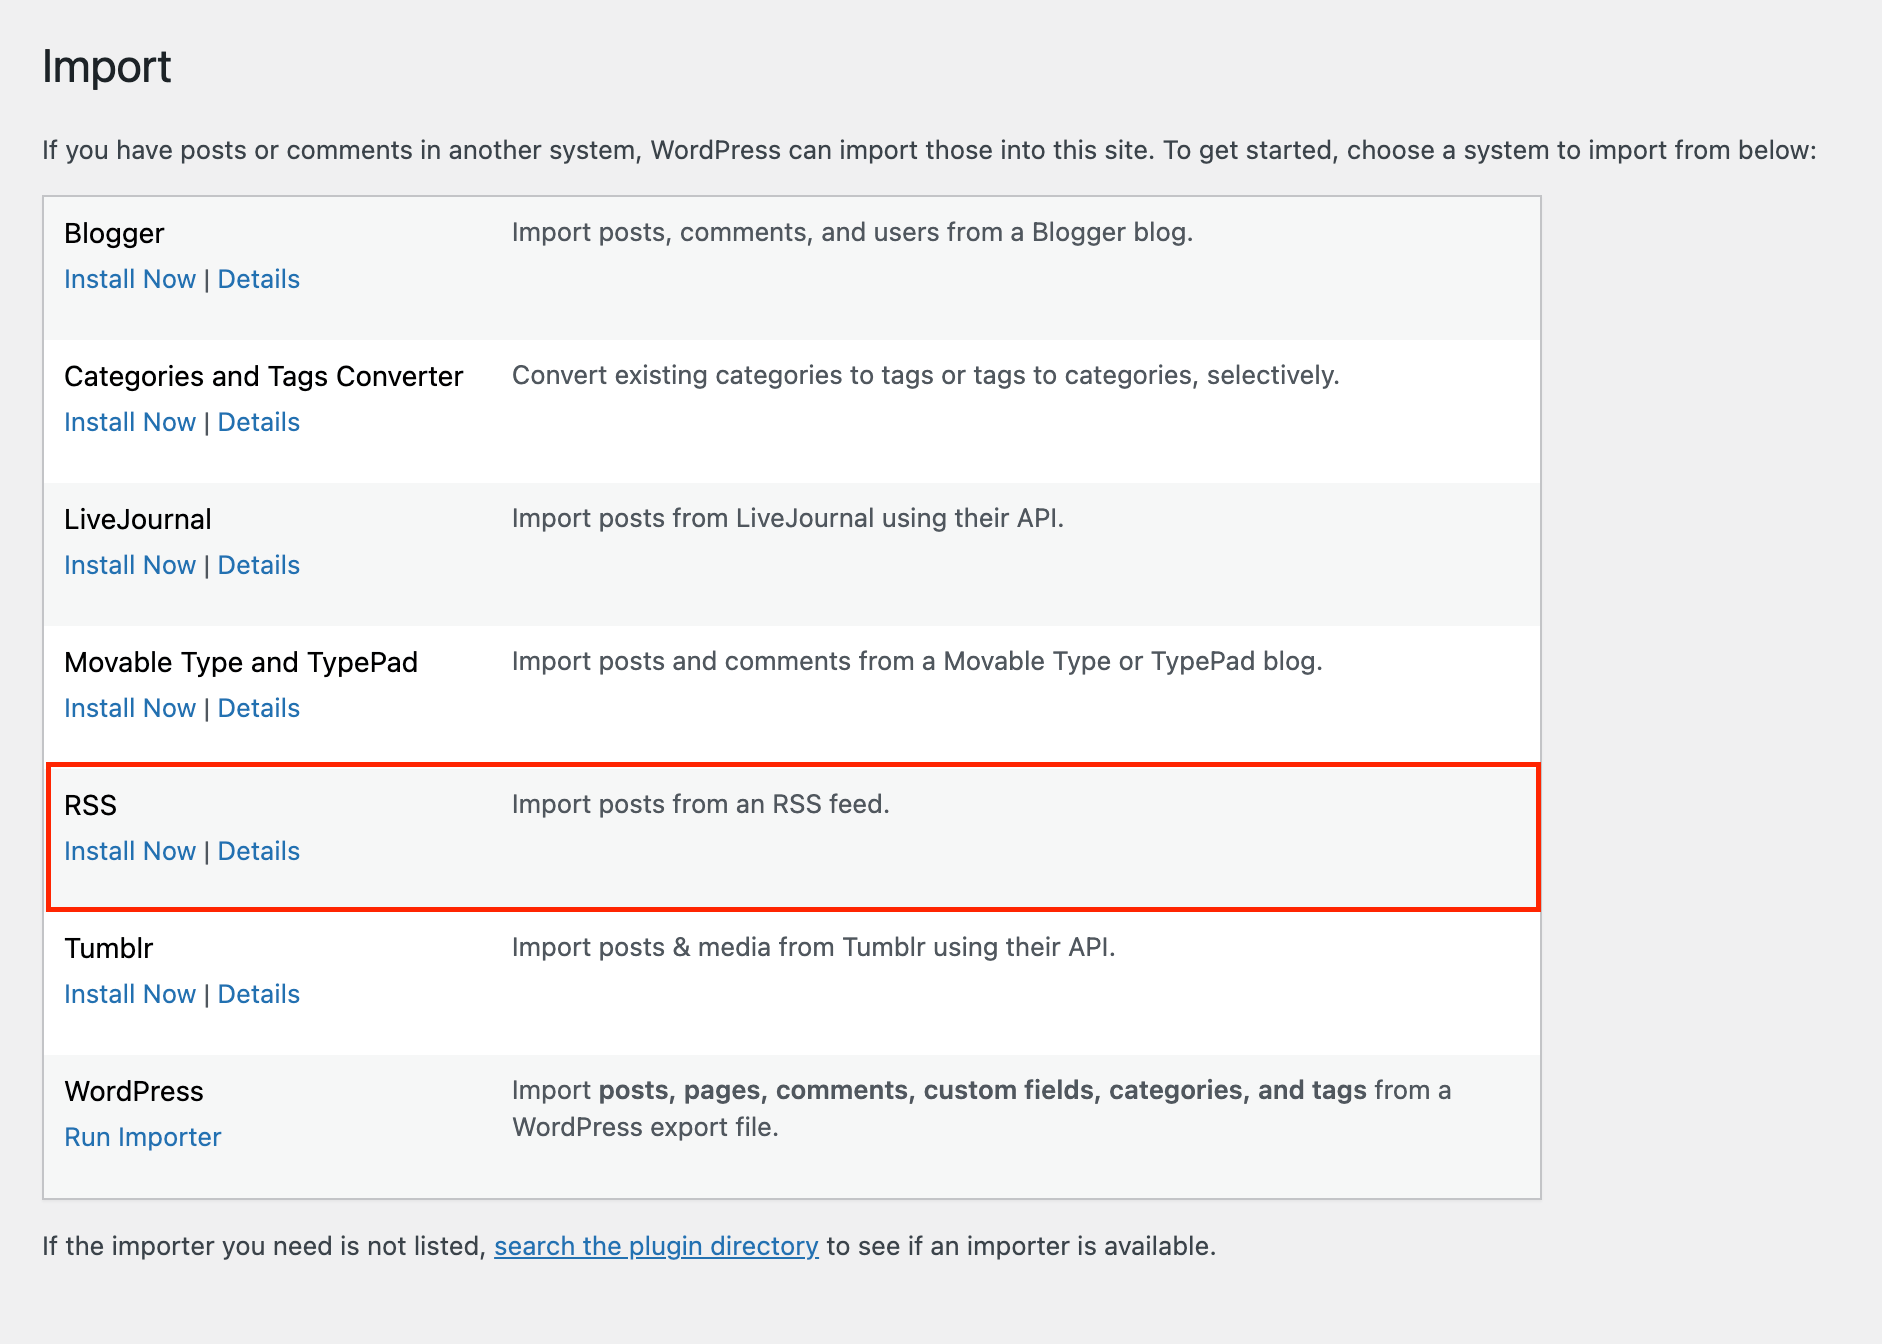 Import
If you have posts or comments in another system, WordPress can import those into this site. To get started, choose a system to import from below:
Blogger
Import posts, comments, and users from a Blogger blog.
Install Now | Details
Categories and Tags Converter
Convert existing categories to tags or tags to categories, selectively.
Install Now | Details
LiveJournal
Import posts from LiveJournal using their API.
Install Now | Details
Movable Type and TypePad
Import posts and comments from a Movable Type or TypePad blog.
Install Now | Details
RSS
Import posts from an RSS feed.
Install Now | Details
Tumblr
Import posts & media from Tumblr using their API.
Install Now | Details
WordPress
Import posts, pages, comments, custom fields, categories, and tags from a
WordPress export file.
Run Importer
If the importer you need is not listed, search the plugin directory to see if an importer is available.